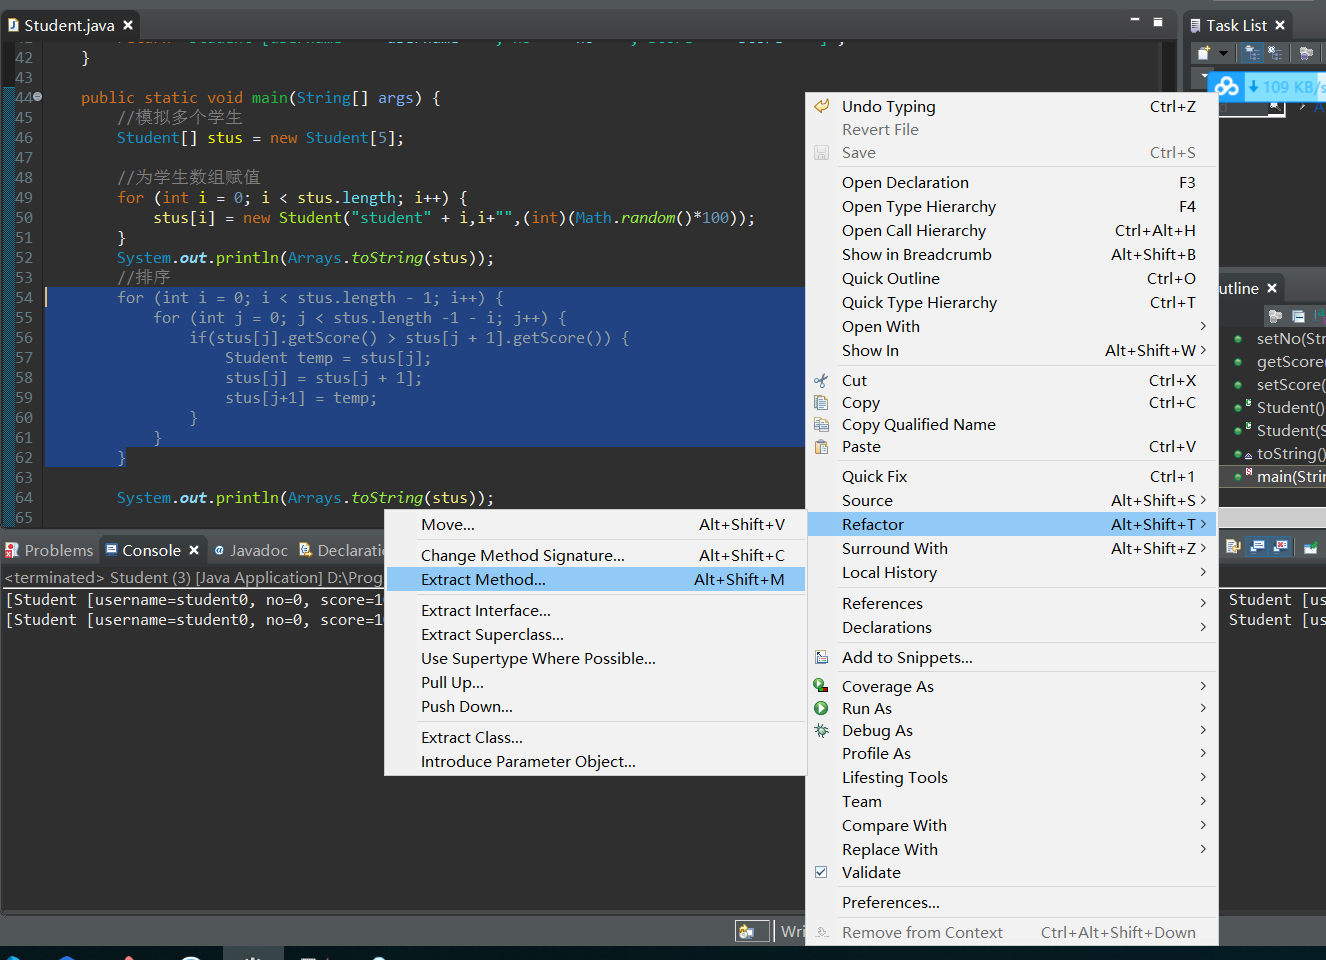 Student.java
Task List
42 }
43
44 public static void main(String[] args) {
45 //模拟多个学生
46 Student[] stus = new Student[5];
47
48 //为学生数组赋值
49 for (int i = 0; i < stus.length; i++) {
50 stus[i] = new Student("student" + i,i+"",(int)(Math.random()*100));
51 }
52 System.out.println(Arrays.toString(stus));
53 //排序
54 for (int i = 0; i < stus.length - 1; i++) {
55 for (int j = 0; j < stus.length -1 - i; j++) {
56 if(stus[j].getScore() > stus[j + 1].getScore()) {
57 Student temp = stus[j];
58 stus[j] = stus[j + 1];
59 stus[j+1] = temp;
60 }
61 }
62 }
63
64 System.out.println(Arrays.toString(stus));
65
109 KB/s
Undo Typing Ctrl+Z
Revert File
Save Ctrl+S
Open Declaration F3
Open Type Hierarchy F4
Open Call Hierarchy Ctrl+Alt+H
Show in Breadcrumb Alt+Shift+B
Quick Outline Ctrl+O
Quick Type Hierarchy Ctrl+T
Open With
Show In Alt+Shift+W
Cut Ctrl+X
Copy Ctrl+C
Copy Qualified Name
Paste Ctrl+V
Quick Fix Ctrl+1
Source Alt+Shift+S
Refactor Alt+Shift+T
Surround With Alt+Shift+Z
Local History
References
Declarations
Add to Snippets...
Coverage As
Run As
Debug As
Profile As
Lifesting Tools
Team
Compare With
Replace With
Validate
Preferences...
Remove from Context Ctrl+Alt+Shift+Down
Move... Alt+Shift+V
Change Method Signature... Alt+Shift+C
Extract Method... Alt+Shift+M
Extract Interface...
Extract Superclass...
Use Supertype Where Possible...
Pull Up...
Push Down...
Extract Class...
Introduce Parameter Object...
utline
setNo(Str
getScore(
setScore(
Student()
Student(S
toString()
main(Strin
Problems Console Javadoc Declaratio
<terminated> Student (3) [Java Application] D:\Prog
[Student [username=student0, no=0, score=1 Student [us
[Student [username=student0, no=0, score=1 Student [us
Wri